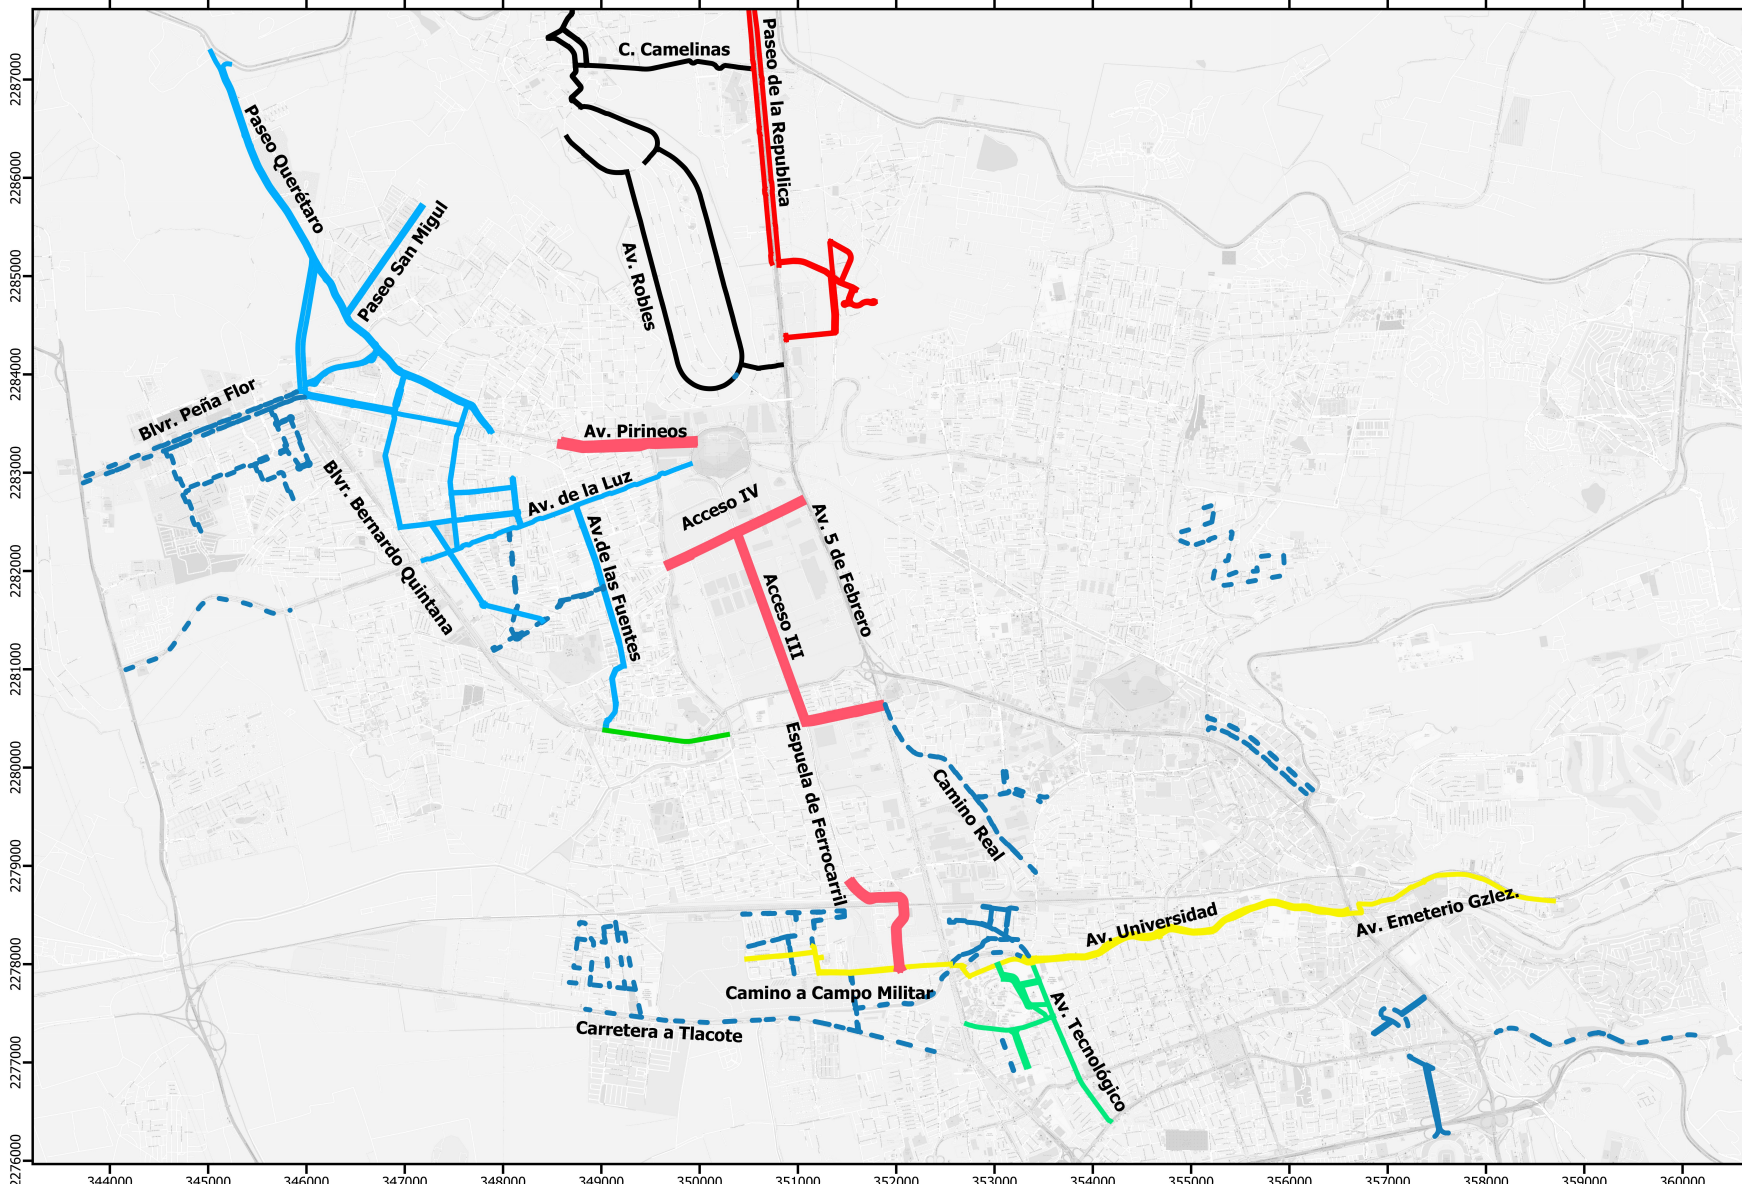 C. Camelinas
Paseo de la Republica
Paseo Querétaro
Paseo San Migul
Av. Robles
Blvr. Peña Flor
Av. Pirineos
Av. de la Luz
Acceso IV
Blvr. Bernardo Quintana
Av.de las Fuentes
Av. 5 de Febrero
Acceso III
Espuela de Ferrocarril
Camino Real
Av. Universidad
Av. Emeterio Gzlez.
Camino a Campo Militar
Carretera a Tlacote
Av. Tecnológico
2287000
2286000
2285000
2284000
2283000
2282000
2281000
2280000
2279000
2278000
2277000
2276000
344000 345000 346000 347000 348000 349000 350000 351000 352000 353000 354000 355000 356000 357000 358000 359000 360000